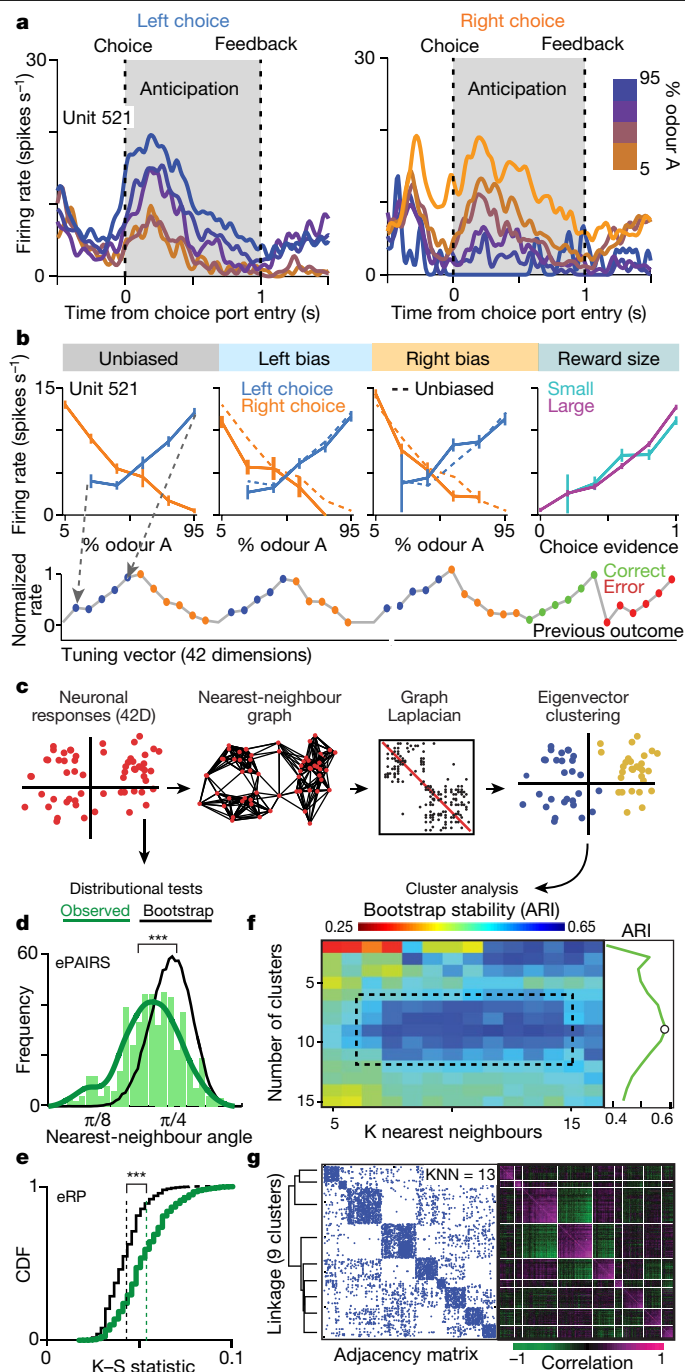 a
Left choice
Right choice
Choice
Feedback
Choice
Feedback
30
30
Anticipation
Anticipation
Unit 521
95
5
% odour A
Firing rate (spikes s⁻¹)
Firing rate (spikes s⁻¹)
0
0
0
1
0
1
Time from choice port entry (s)
Time from choice port entry (s)
b
Unbiased
Left bias
Right bias
Reward size
15
Unit 521
Left choice
Right choice
Unbiased
Small
Large
Firing rate (spikes s⁻¹)
0
5
95
5
95
5
95
0
1
% odour A
% odour A
% odour A
Choice evidence
Normalized
rate
1
0
Correct
Error
Previous outcome
Tuning vector (42 dimensions)
c
Neuronal
responses (42D)
Nearest-neighbour
graph
Graph
Laplacian
Eigenvector
clustering
Distributional tests
Observed
Bootstrap
Cluster analysis
d
60
ePAIRS
***
Frequency
0
π/8
π/4
Nearest-neighbour angle
f
Bootstrap stability (ARI)
0.25
0.65
ARI
Number of clusters
5
10
15
5
15
K nearest neighbours
0.4
0.6
e
1
eRP
***
CDF
0
0
0.1
K–S statistic
g
KNN = 13
Linkage (9 clusters)
Adjacency matrix
–1
1
Correlation